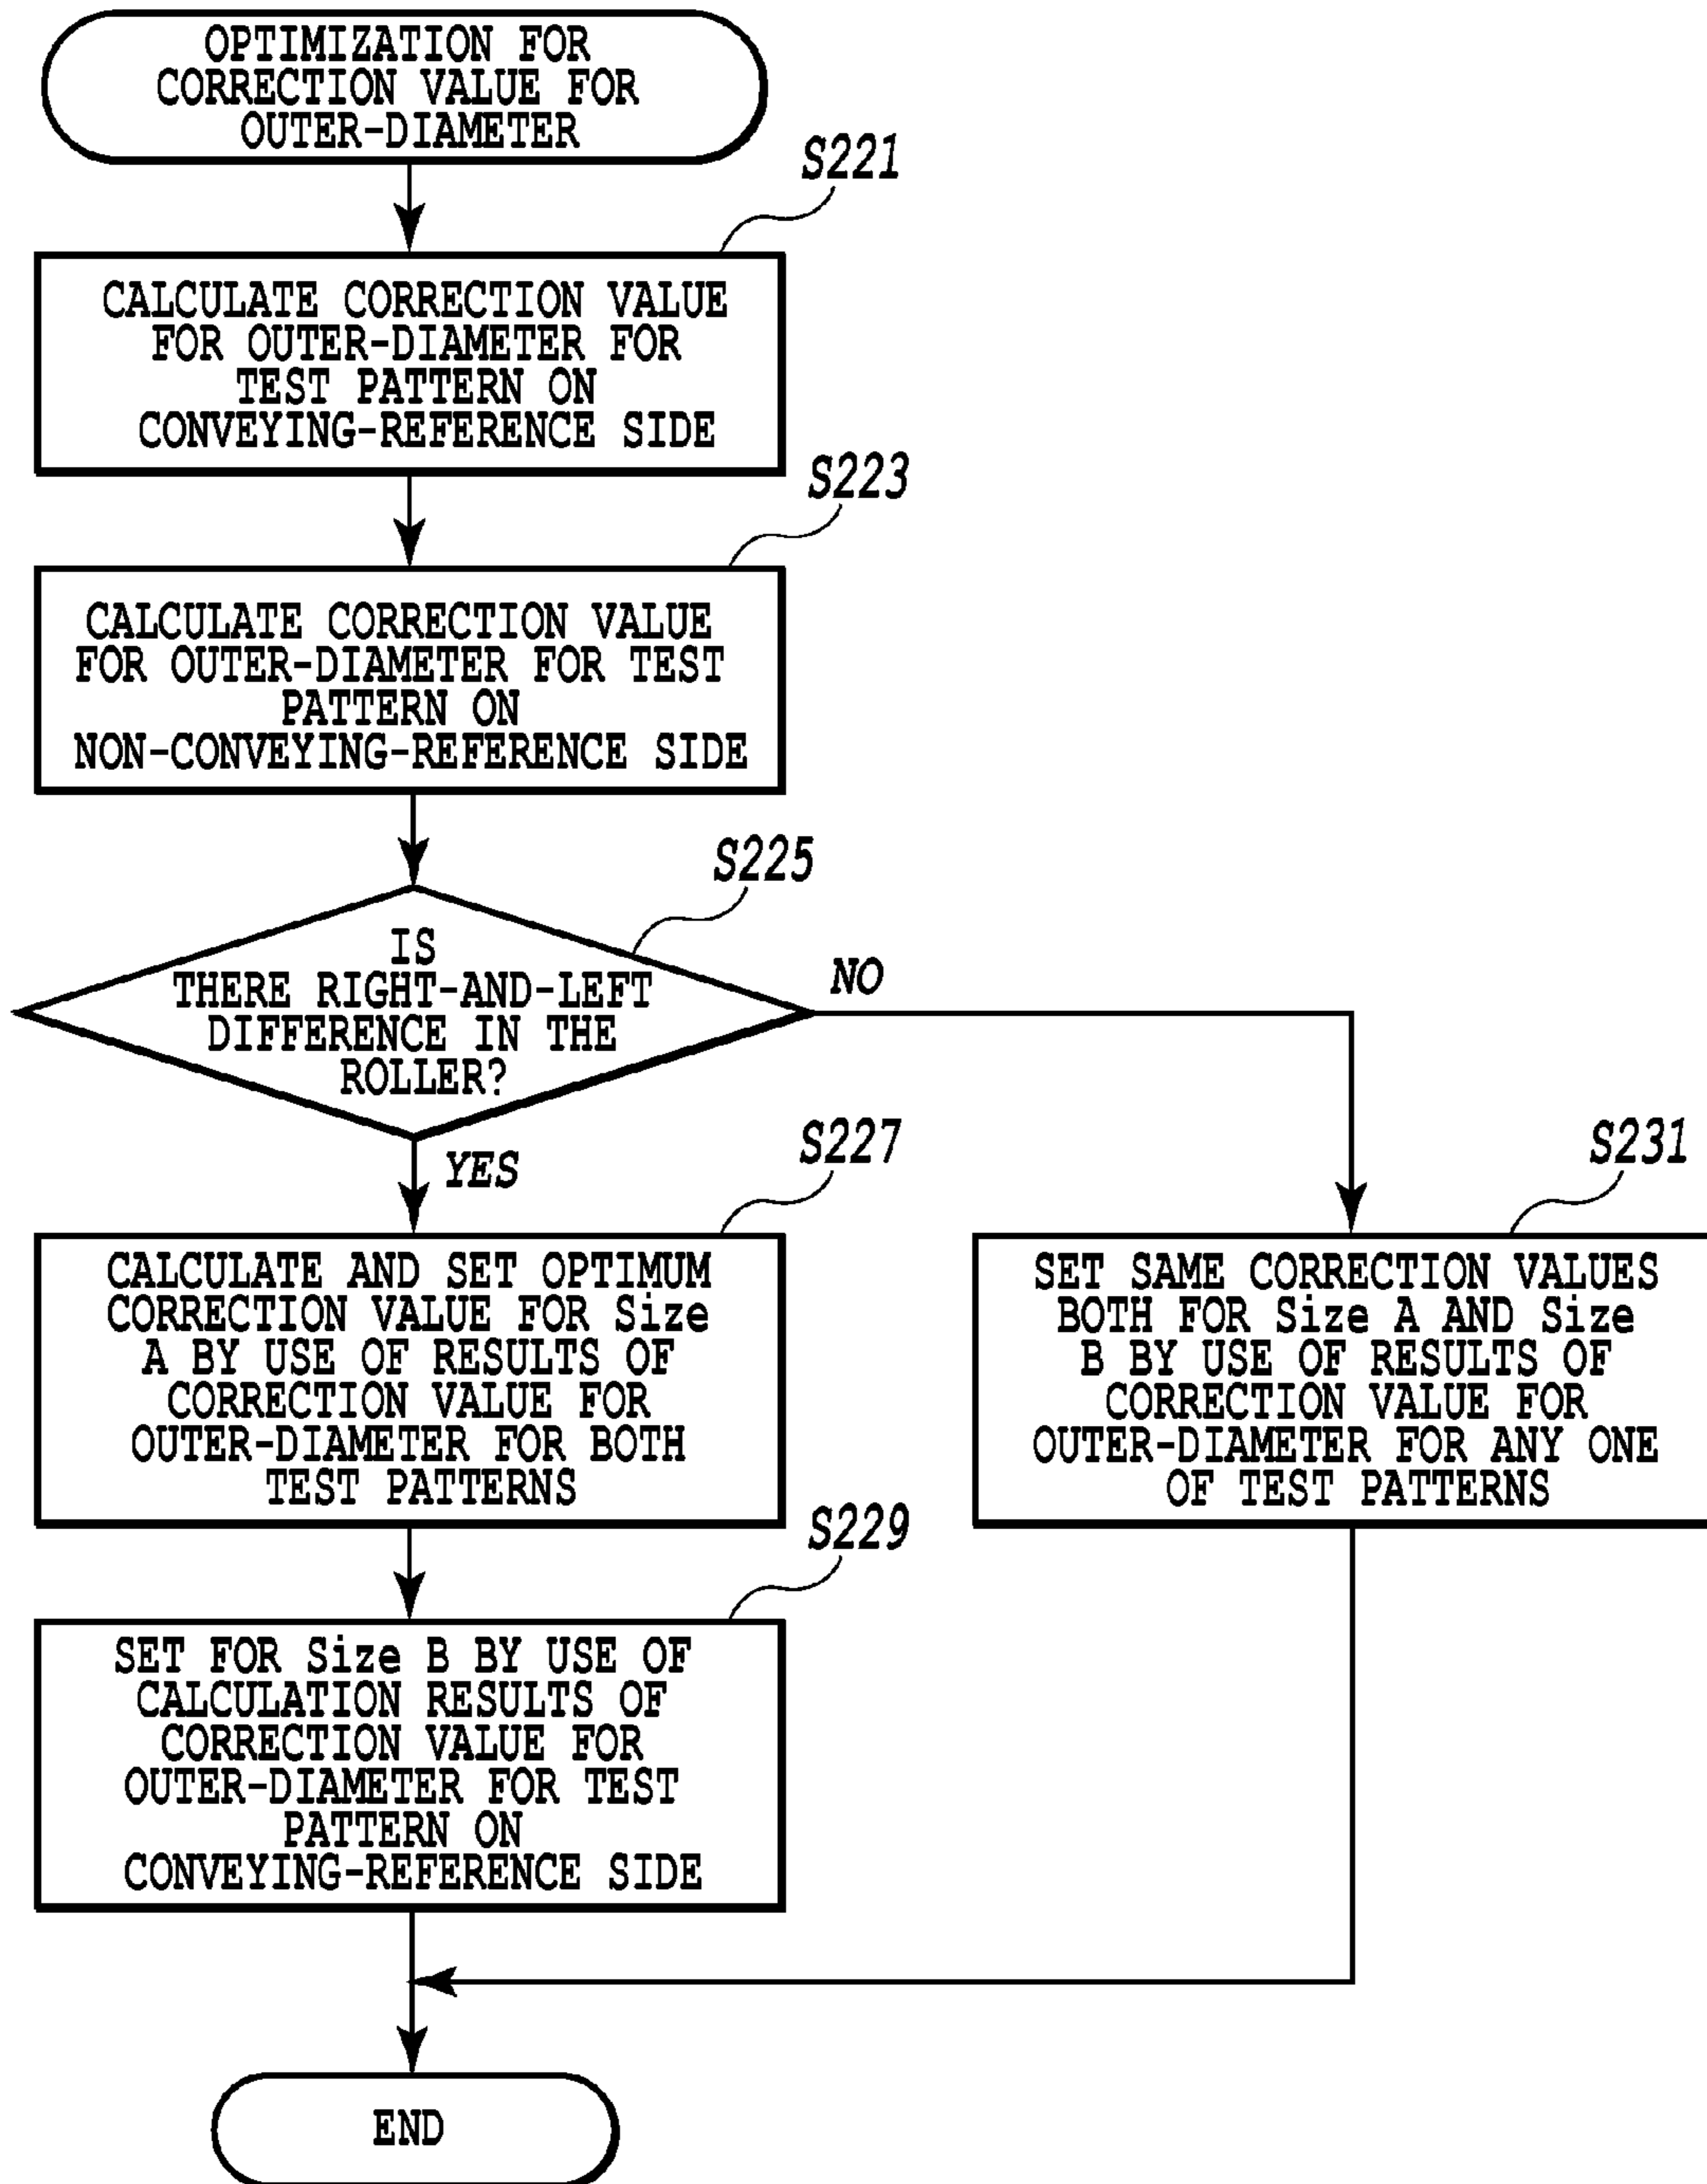 OPTIMIZATION FOR
CORRECTION VALUE FOR
OUTER-DIAMETER
S221
CALCULATE CORRECTION VALUE
FOR OUTER-DIAMETER FOR
TEST PATTERN ON
CONVEYING-REFERENCE SIDE
S223
CALCULATE CORRECTION VALUE
FOR OUTER-DIAMETER FOR TEST
PATTERN ON
NON-CONVEYING-REFERENCE SIDE
S225
IS
THERE RIGHT-AND-LEFT
DIFFERENCE IN THE
ROLLER?
NO
YES
S227
CALCULATE AND SET OPTIMUM
CORRECTION VALUE FOR Size
A BY USE OF RESULTS OF
CORRECTION VALUE FOR
OUTER-DIAMETER FOR BOTH
TEST PATTERNS
S231
SET SAME CORRECTION VALUES
BOTH FOR Size A AND Size
B BY USE OF RESULTS OF
CORRECTION VALUE FOR
OUTER-DIAMETER FOR ANY ONE
OF TEST PATTERNS
S229
SET FOR Size B BY USE OF
CALCULATION RESULTS OF
CORRECTION VALUE FOR
OUTER-DIAMETER FOR TEST
PATTERN ON
CONVEYING-REFERENCE SIDE
END